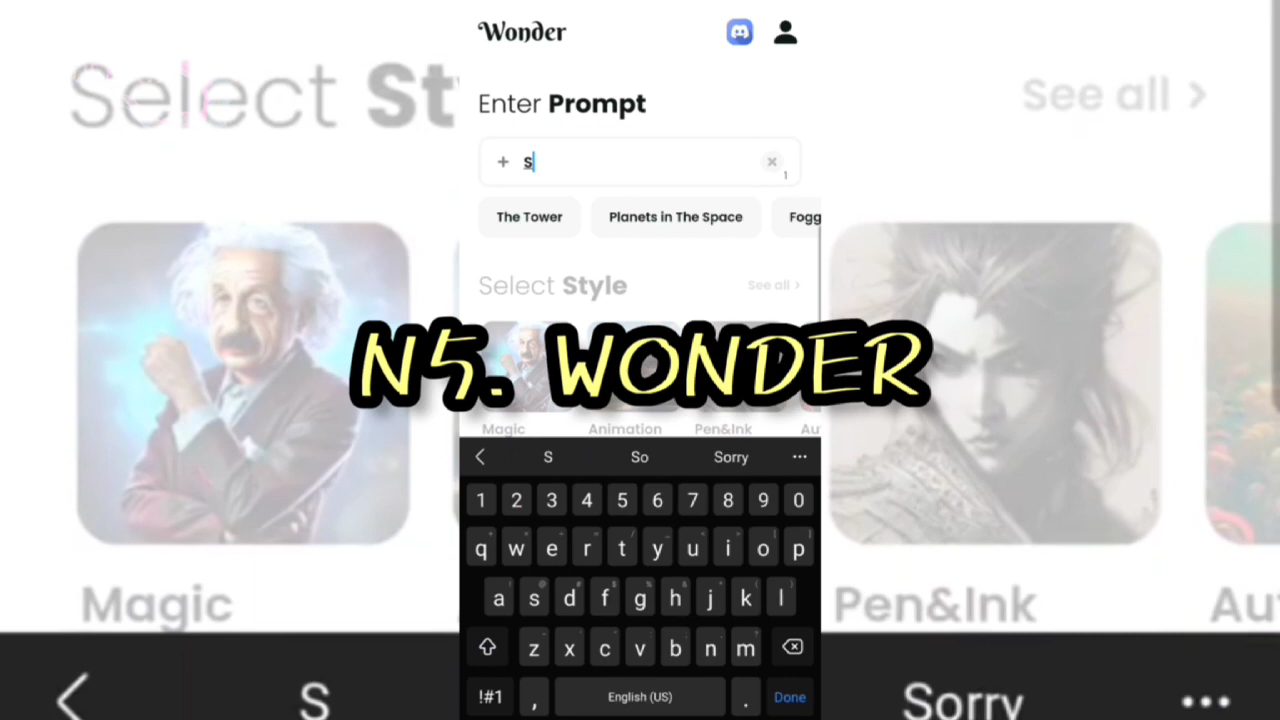 Wonder
Select St
See all >
Enter Prompt
+ S
1
The Tower Planets in The Space Fogg
Select Style
See all >
N5. WONDER
Magic Animation Pen&Ink Au
Magic
Pen&Ink
Au
S So Sorry ...
1 2 3 4 5 6 7 8 9 0
q w e r t y u i o p
a s d f g h j k l
z x c v b n m
!#1 , English (US) . Done
S
Sorry
...